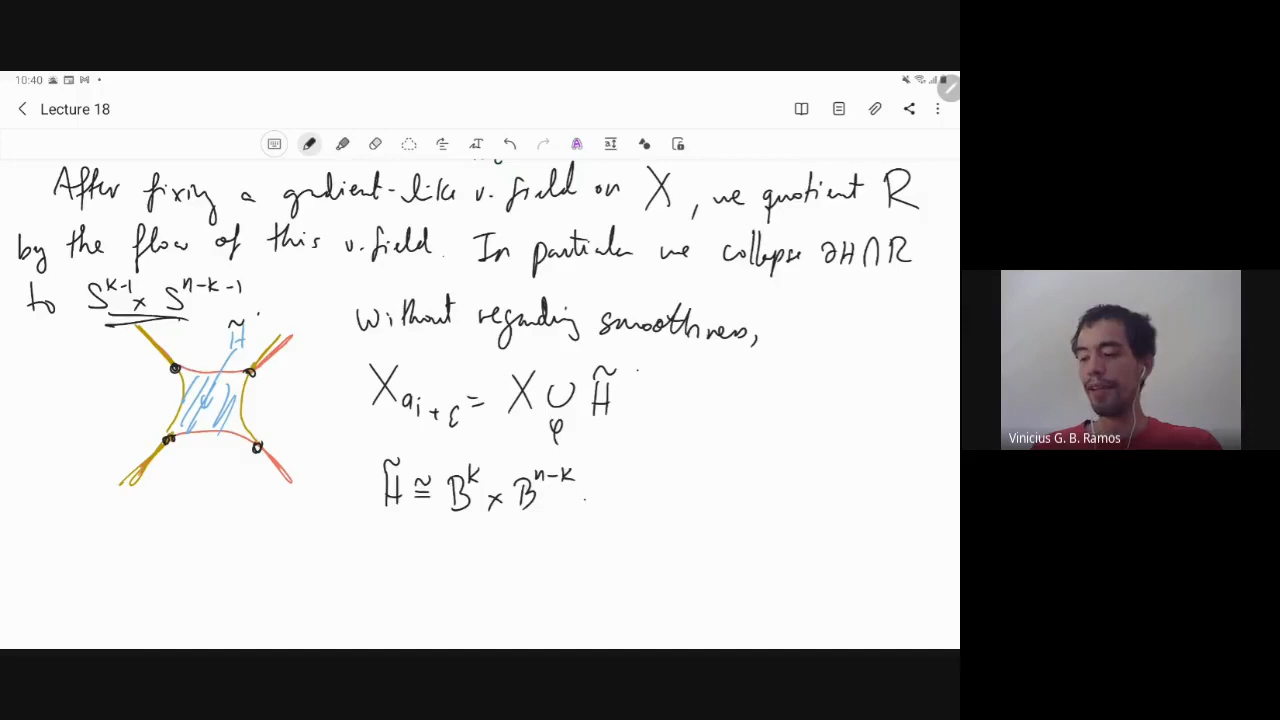 10:40
Lecture 18
After fixing a gradient-like v. field on X, we quotient R
by the flow of this v. field. In particular we collapse ∂H∩R
to S^{k-1} × S^{n-k-1}.
Without regarding smoothness,
H̃
X_{a_i+ε} = X ∪_φ H̃
H̃ ≅ B^k × B^{n-k}.
Vinicius G. B. Ramos